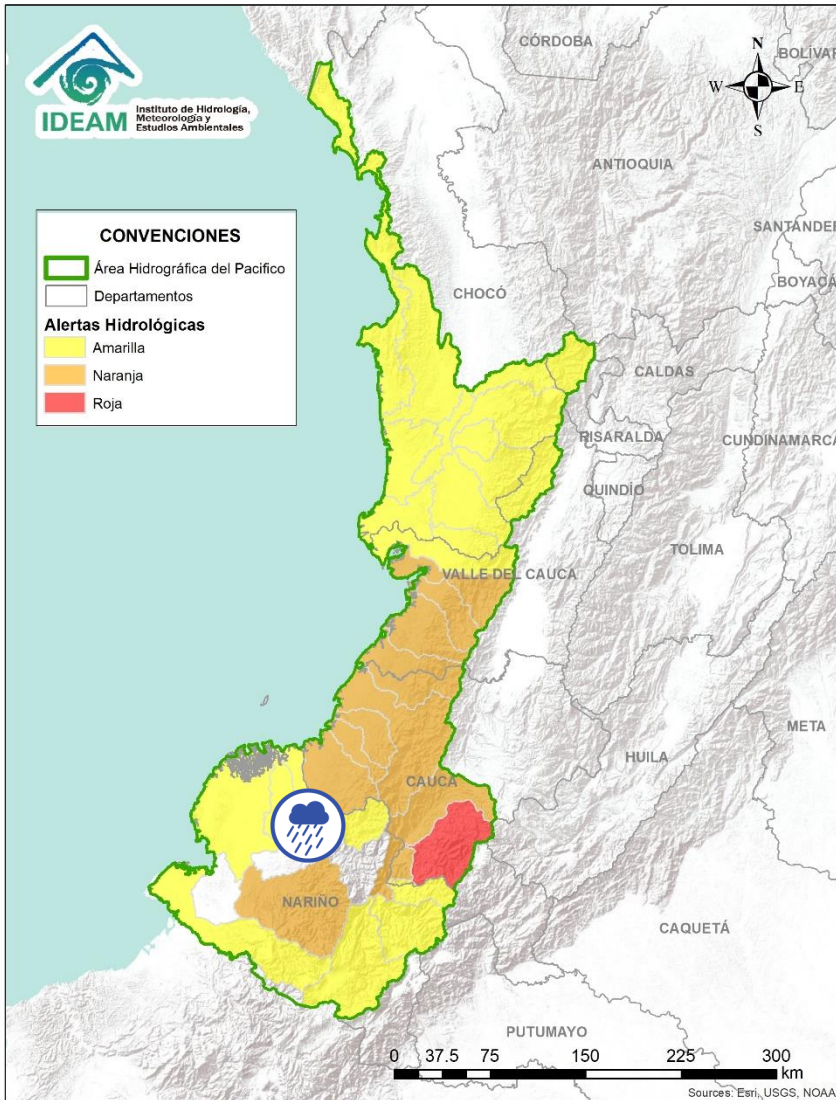 IDEAM
Instituto de Hidrología,
Meteorología y
Estudios Ambientales
CÓRDOBA
BOLÍVAR
N
W
E
S
ANTIOQUIA
SANTANDER
BOYACÁ
CONVENCIONES
Área Hidrográfica del Pacifico
Departamentos
Alertas Hidrológicas
Amarilla
Naranja
Roja
CHOCÓ
CALDAS
RISARALDA
CUNDINAMARCA
QUINDÍO
TOLIMA
VALLE DEL CAUCA
META
HUILA
CAUCA
NARIÑO
CAQUETÁ
PUTUMAYO
0 37.5 75 150 225 300
km
Sources: Esri, USGS, NOAA